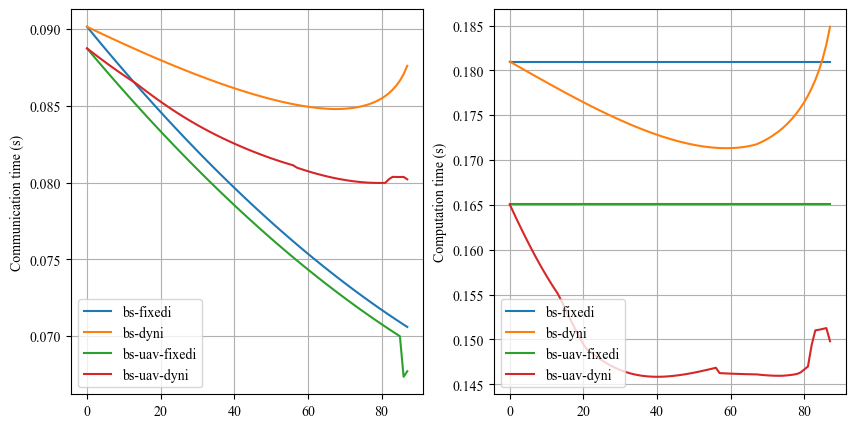 Communication time (s)
0.090
0.085
0.080
0.075
0.070
0
20
40
60
80
bs-fixedi
bs-dyni
bs-uav-fixedi
bs-uav-dyni
Computation time (s)
0.185
0.180
0.175
0.170
0.165
0.160
0.155
0.150
0.145
0
20
40
60
80
bs-fixedi
bs-dyni
bs-uav-fixedi
bs-uav-dyni